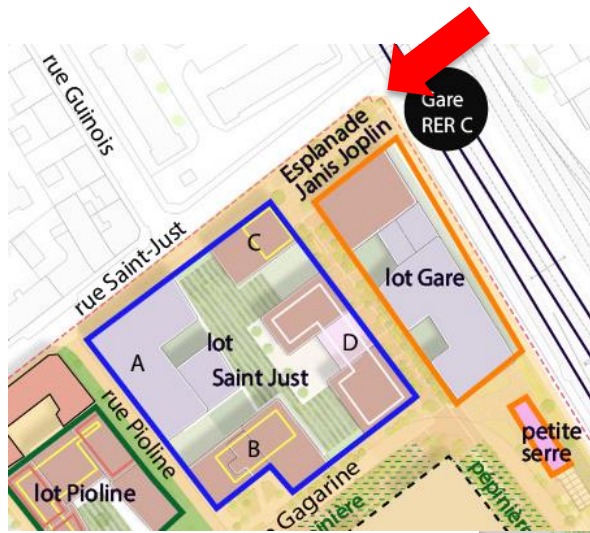 rue Guinois
Gare
RER C
Esplanade
Janis Joplin
rue Saint-Just
C
lot Gare
A
lot
Saint Just
D
rue Pioline
B
petite
serre
lot Pioline
Gagarine
pépinière